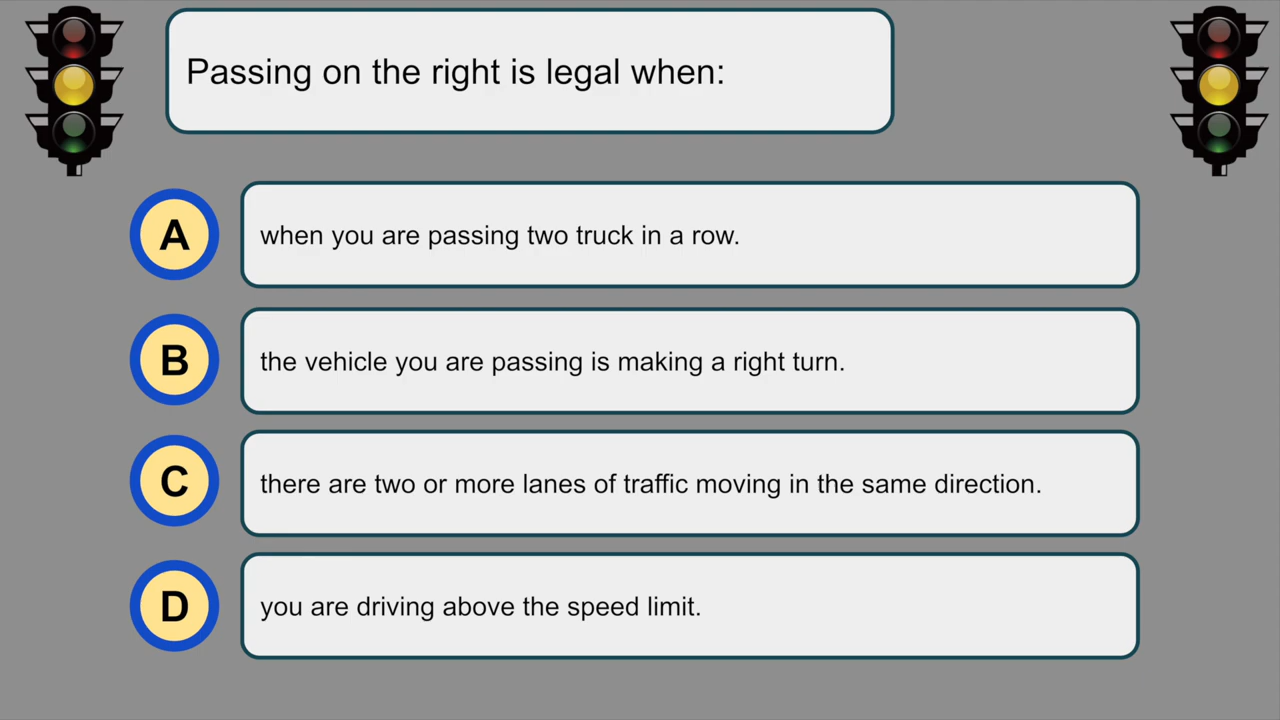 Passing on the right is legal when:
A
when you are passing two truck in a row.
B
the vehicle you are passing is making a right turn.
C
there are two or more lanes of traffic moving in the same direction.
D
you are driving above the speed limit.